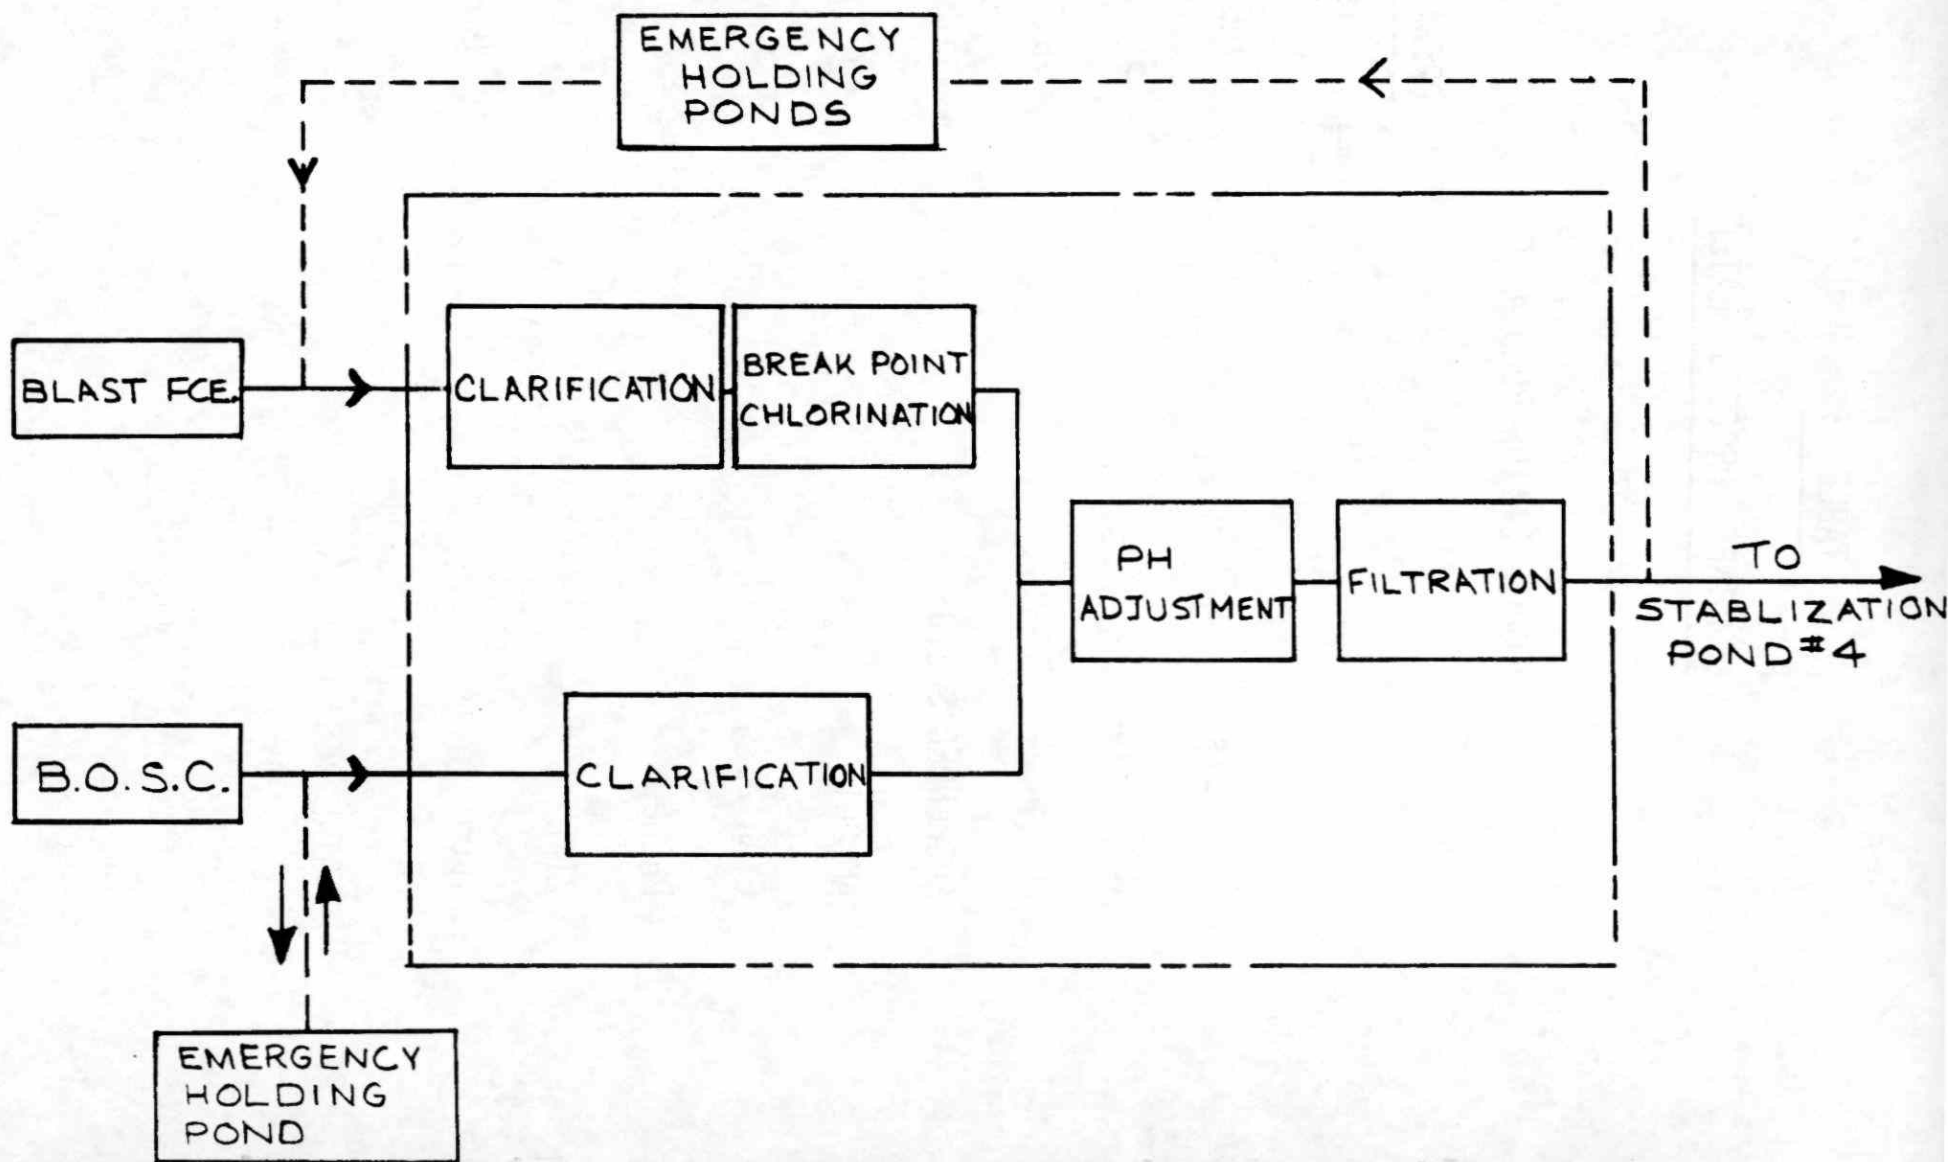 EMERGENCY
HOLDING
PONDS
BLAST FCE.
CLARIFICATION
BREAK POINT
CHLORINATION
PH
ADJUSTMENT
FILTRATION
TO
STABLIZATION
POND #4
B.O.S.C.
CLARIFICATION
EMERGENCY
HOLDING
POND